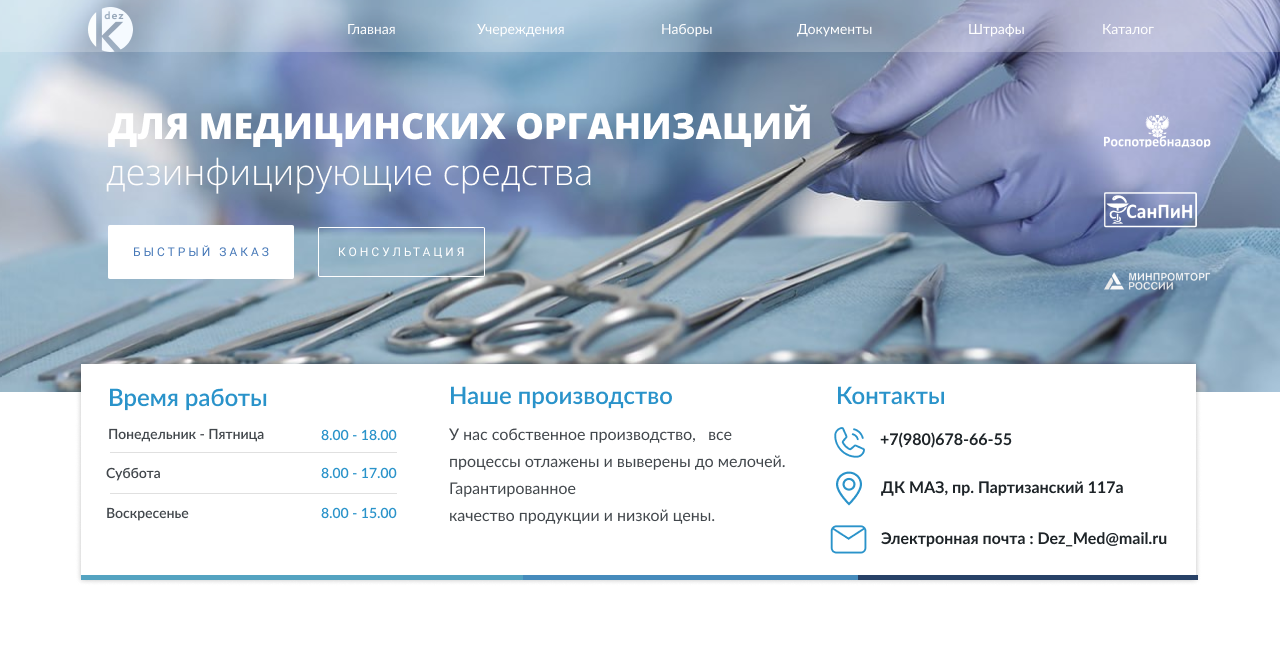 dez
K
Главная
Учереждения
Наборы
Документы
Штрафы
Каталог
ДЛЯ МЕДИЦИНСКИХ ОРГАНИЗАЦИЙ
дезинфицирующие средства
БЫСТРЫЙ ЗАКАЗ
КОНСУЛЬТАЦИЯ
Роспотребнадзор
СанПиН
МИНПРОМТОРГ
РОССИИ
Время работы
Понедельник - Пятница 8.00 - 18.00
Суббота 8.00 - 17.00
Воскресенье 8.00 - 15.00
Наше производство
У нас собственное производство, все
процессы отлажены и выверены до мелочей.
Гарантированное
качество продукции и низкой цены.
Контакты
+7(980)678-66-55
ДК МАЗ, пр. Партизанский 117а
Электронная почта : Dez_Med@mail.ru